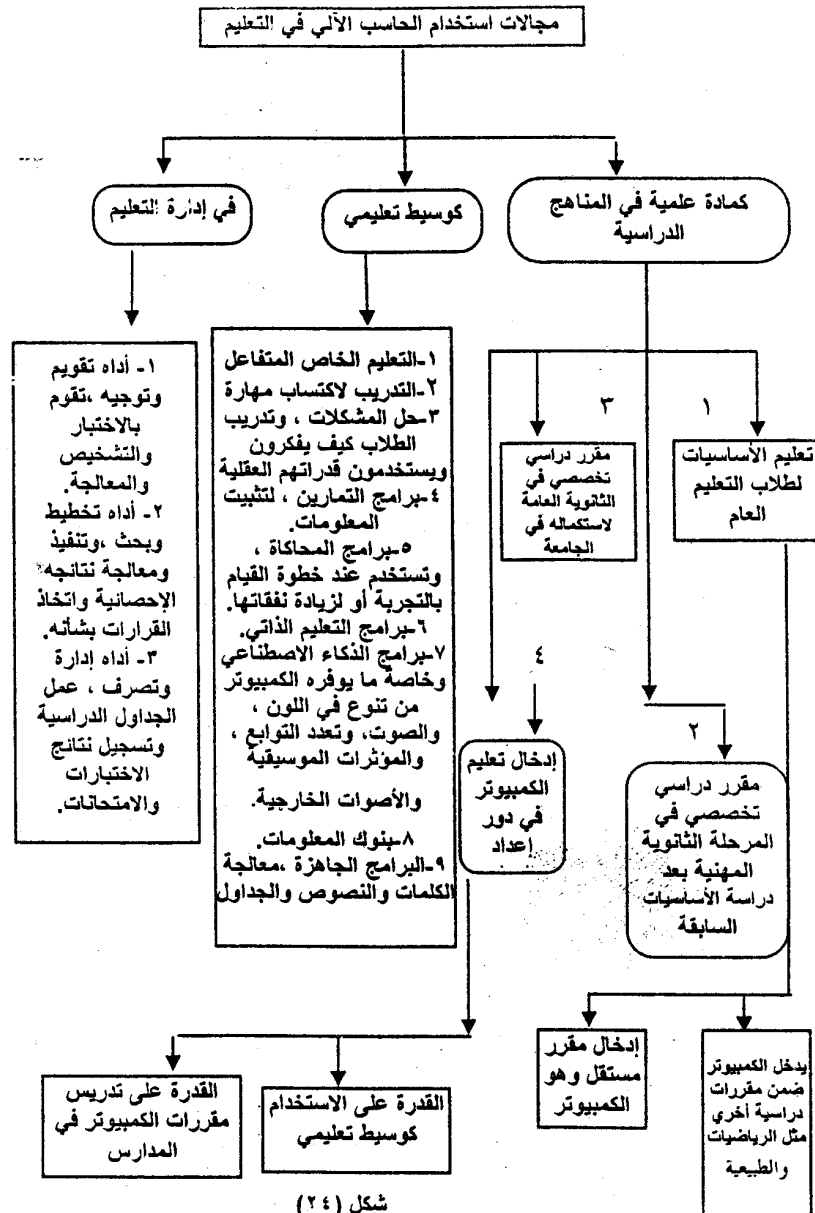 مجالات استخدام الحاسب الآلي في التعليم
كمادة علمية في المناهج
الدراسية
كوسيط تعليمي
في إدارة التعليم
١
تعليم الأساسيات
لطلاب التعليم
العام
٣
مقرر دراسي
تخصصي في
الثانوية العامة
لاستكماله في
الجامعة
١-التعليم الخاص المتفاعل
٢-التدريب لاكتساب مهارة
٣-حل المشكلات ، وتدريب
الطلاب كيف يفكرون
ويستخدمون قدراتهم العقلية
٤-برامج التمارين ، لتثبيت
المعلومات.
٥-برامج المحاكاة ،
وتستخدم عند خطوة القيام
بالتجربة أو لزيادة نفقاتها.
٦-برامج التعليم الذاتي.
٧-برامج الذكاء الاصطناعي
وخاصة ما يوفره الكمبيوتر
من تنوع في اللون ،
والصوت، وتعدد التوابع ،
والمؤثرات الموسيقية
والأصوات الخارجية.
٨-بنوك المعلومات.
٩-البرامج الجاهزة ،معالجة
الكلمات والنصوص والجداول
١- أداه تقويم
وتوجيه ،تقوم
بالاختبار
والتشخيص
والمعالجة.
٢- أداه تخطيط
وبحث ،وتنفيذ
ومعالجة نتائجه
الإحصائية واتخاذ
القرارات بشأنه.
٣- أداه إدارة
وتصرف ، عمل
الجداول الدراسية
وتسجيل نتائج
الاختبارات
والامتحانات.
٢
مقرر دراسي
تخصصي في
المرحلة الثانوية
المهنية بعد
دراسة الأساسيات
السابقة
٤
إدخال تعليم
الكمبيوتر
في دور
إعداد
يدخل الكمبيوتر
ضمن مقررات
دراسية أخري
مثل الرياضيات
والطبيعية
إدخال مقرر
مستقل وهو
الكمبيوتر
القدرة على الاستخدام
كوسيط تعليمي
القدرة على تدريس
مقررات الكمبيوتر في
المدارس
شكل (٢٤)